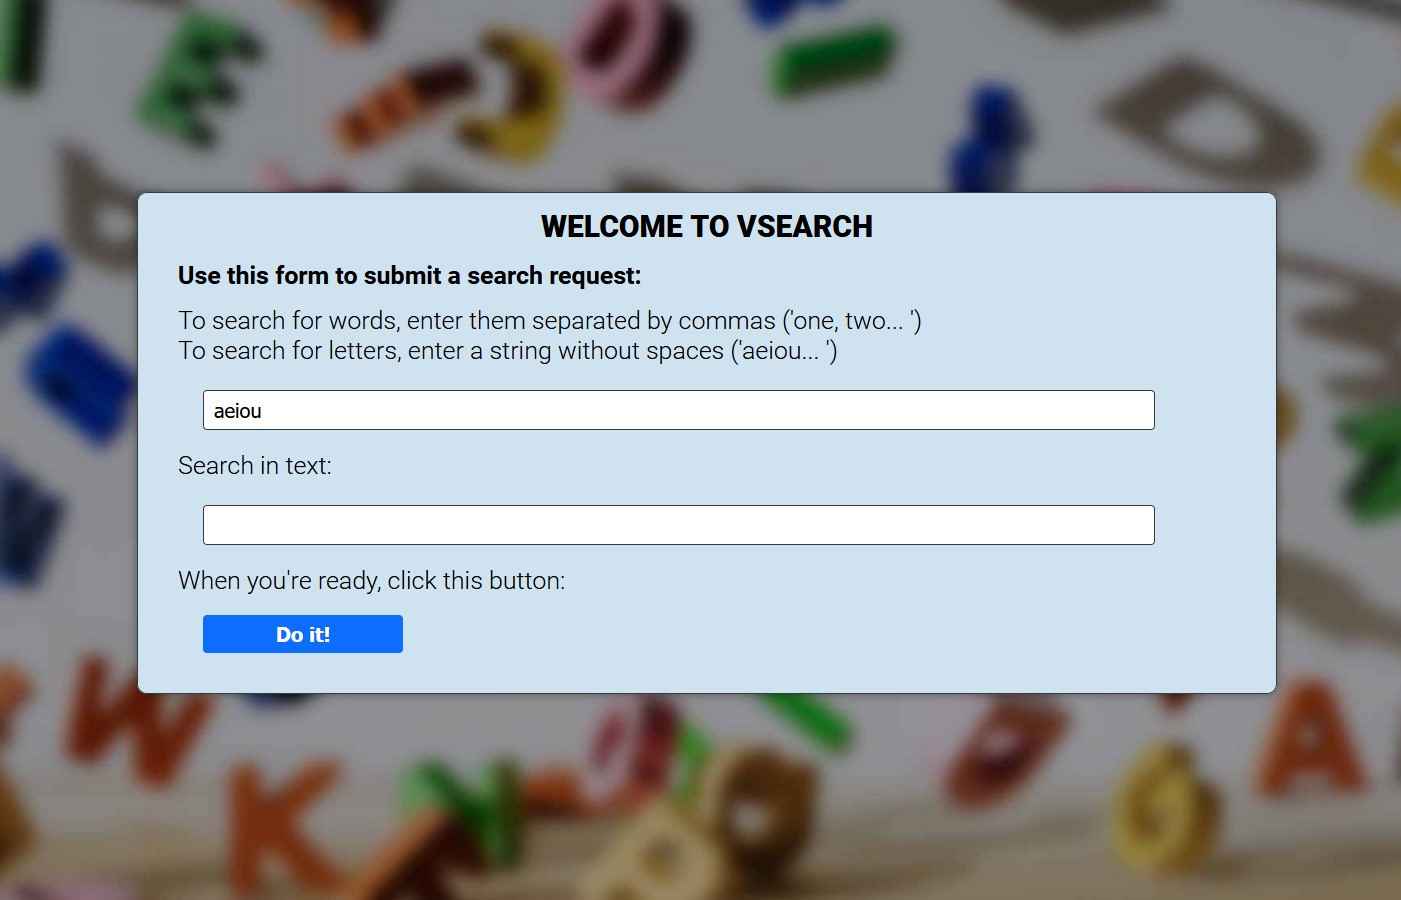 WELCOME TO VSEARCH
Use this form to submit a search request:
To search for words, enter them separated by commas ('one, two... ')
To search for letters, enter a string without spaces ('aeiou... ')
aeiou
Search in text:
When you're ready, click this button:
Do it!